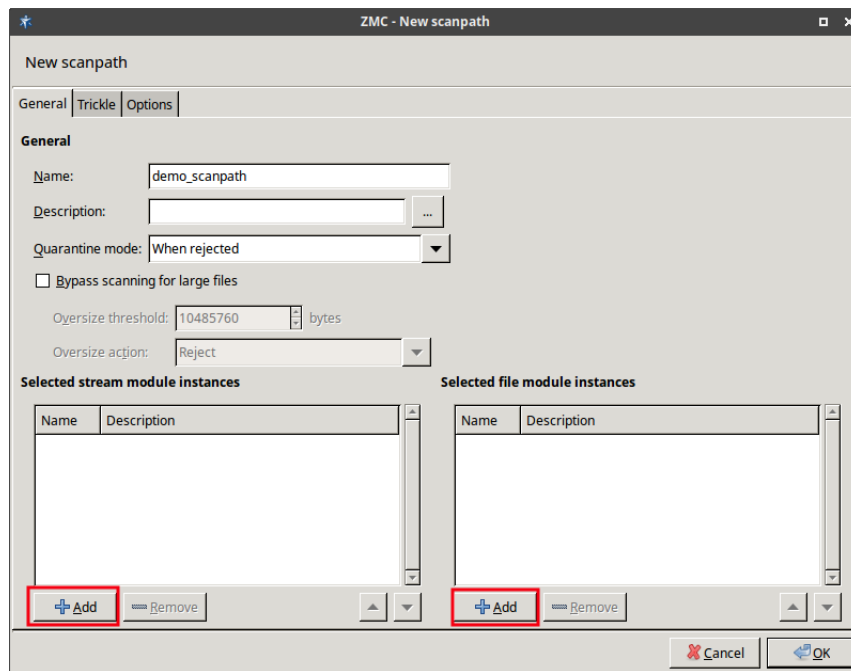 ZMC - New scanpath
New scanpath
General Trickle Options
General
Name: demo_scanpath
Description: ...
Quarantine mode: When rejected
Bypass scanning for large files
Oversize threshold: 10485760 bytes
Oversize action: Reject
Selected stream module instances Selected file module instances
Name Description Name Description
Add Remove Add Remove
Cancel OK